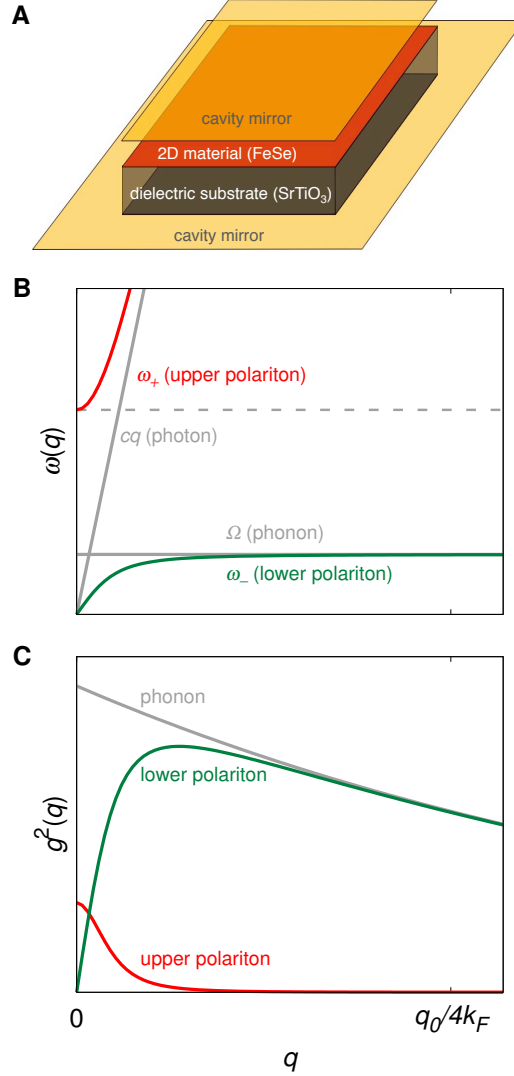 A
cavity mirror
2D material (FeSe)
dielectric substrate (SrTiO₃)
cavity mirror
B
ω₊ (upper polariton)
cq (photon)
ω(q)
Ω (phonon)
ω₋ (lower polariton)
C
phonon
lower polariton
g²(q)
upper polariton
0
q₀/4k_F
q